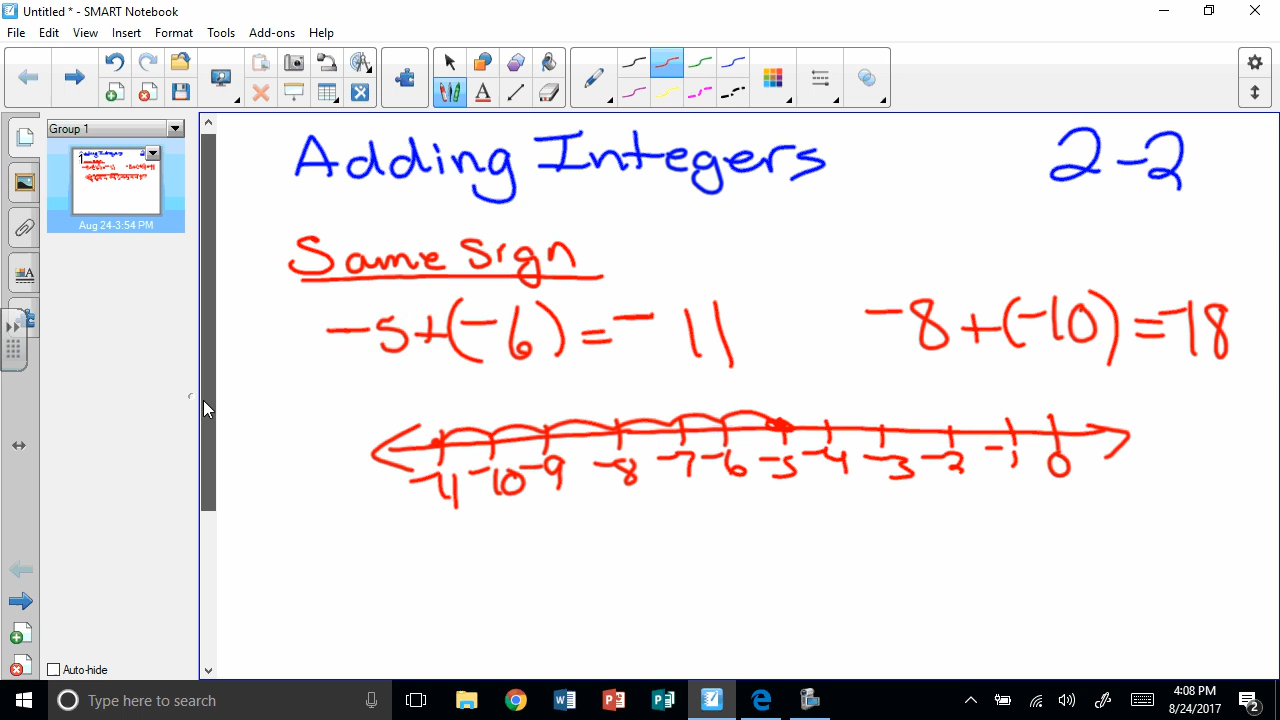 Untitled * - SMART Notebook
File Edit View Insert Format Tools Add-ons Help
Group 1
Aug 24-3:54 PM
Adding Integers 2-2
Same Sign
-5+(-6)=-11 -8+(-10)=-18
-11 -10 -9 -8 -7 -6 -5 -4 -3 -2 -1 0
Auto-hide
Type here to search
4:08 PM
8/24/2017
2